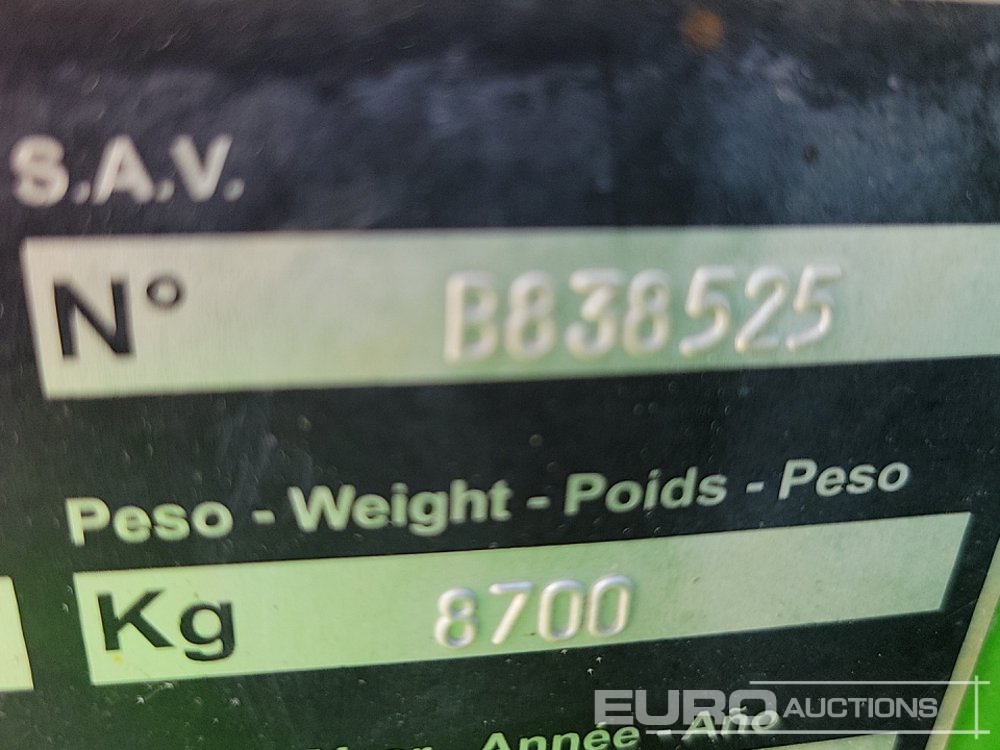 S.A.V.
N° B838525
Peso - Weight - Poids - Peso
Kg 8700
Année - Año
EURO AUCTIONS